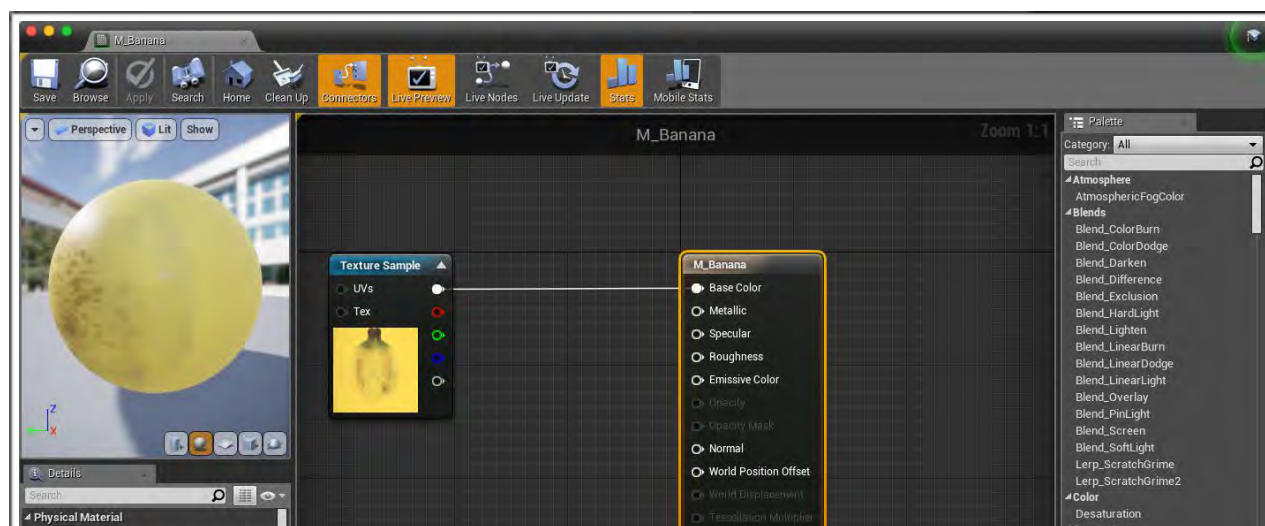 M_Banana
Save Browse Apply Search Home Clean Up Connectors Live Preview Live Nodes Live Update Stats Mobile Stats
Perspective Lit Show
M_Banana
Zoom 1:1
Texture Sample
UVs
Tex
M_Banana
Base Color
Metallic
Specular
Roughness
Emissive Color
Opacity
Opacity Mask
Normal
World Position Offset
World Displacement
Tessellation Multiplier
Z
X
Details
Search
Physical Material
Palette
Category: All
Search
Atmosphere
AtmosphericFogColor
Blends
Blend_ColorBurn
Blend_ColorDodge
Blend_Darken
Blend_Difference
Blend_Exclusion
Blend_HardLight
Blend_Lighten
Blend_LinearBurn
Blend_LinearDodge
Blend_LinearLight
Blend_Overlay
Blend_PinLight
Blend_Screen
Blend_SoftLight
Lerp_ScratchGrime
Lerp_ScratchGrime2
Color
Desaturation